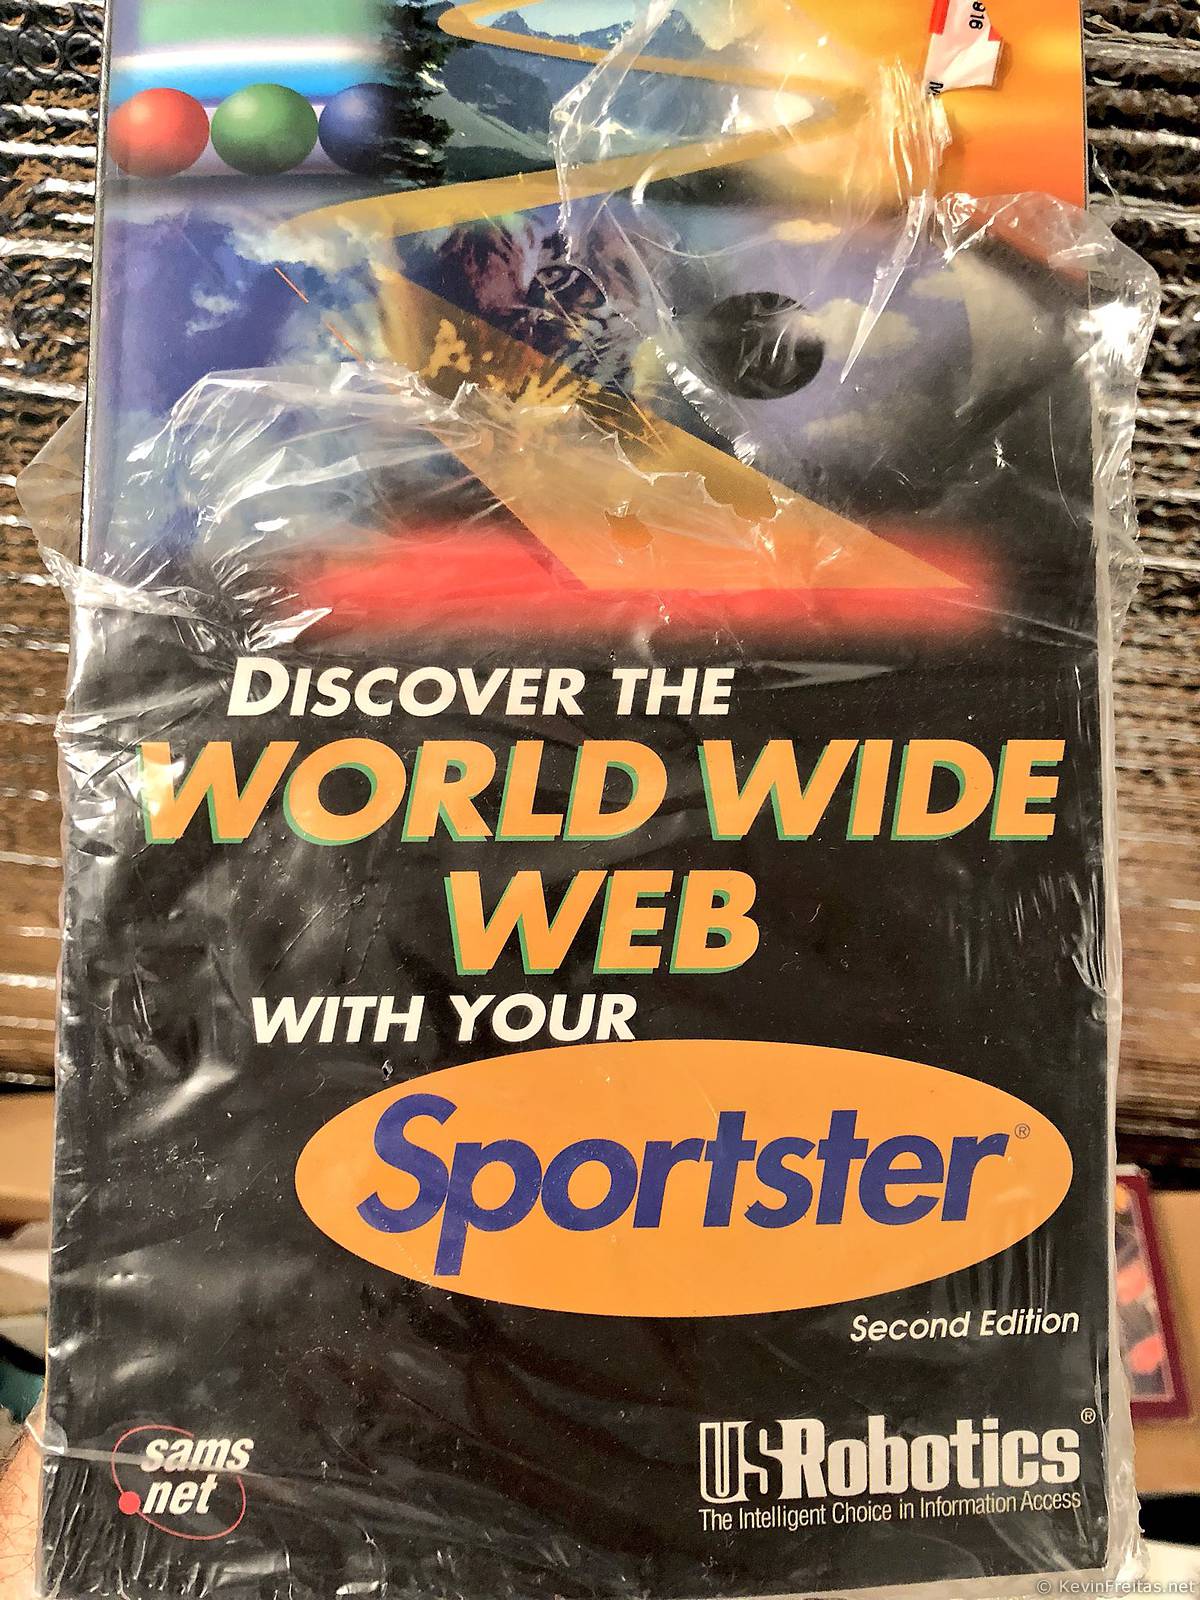 916
DISCOVER THE
WORLD WIDE
WEB
WITH YOUR
Sportster®
Second Edition
sams
.net
USRobotics®
The Intelligent Choice in Information Access
© KevinFreitas.net